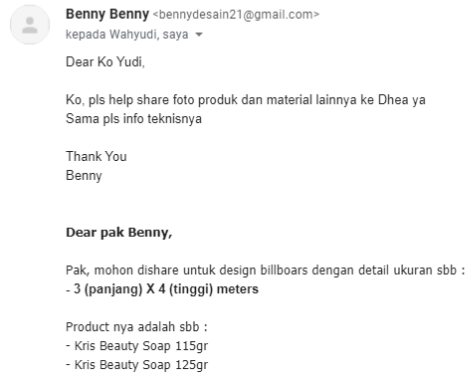 Benny Benny <bennydesain21@gmail.com>
kepada Wahyudi, saya
Dear Ko Yudi,
Ko, pls help share foto produk dan material lainnya ke Dhea ya
Sama pls info teknisnya
Thank You
Benny
Dear pak Benny,
Pak, mohon dishare untuk design billboars dengan detail ukuran sbb :
- 3 (panjang) X 4 (tinggi) meters
Product nya adalah sbb :
- Kris Beauty Soap 115gr
- Kris Beauty Soap 125gr